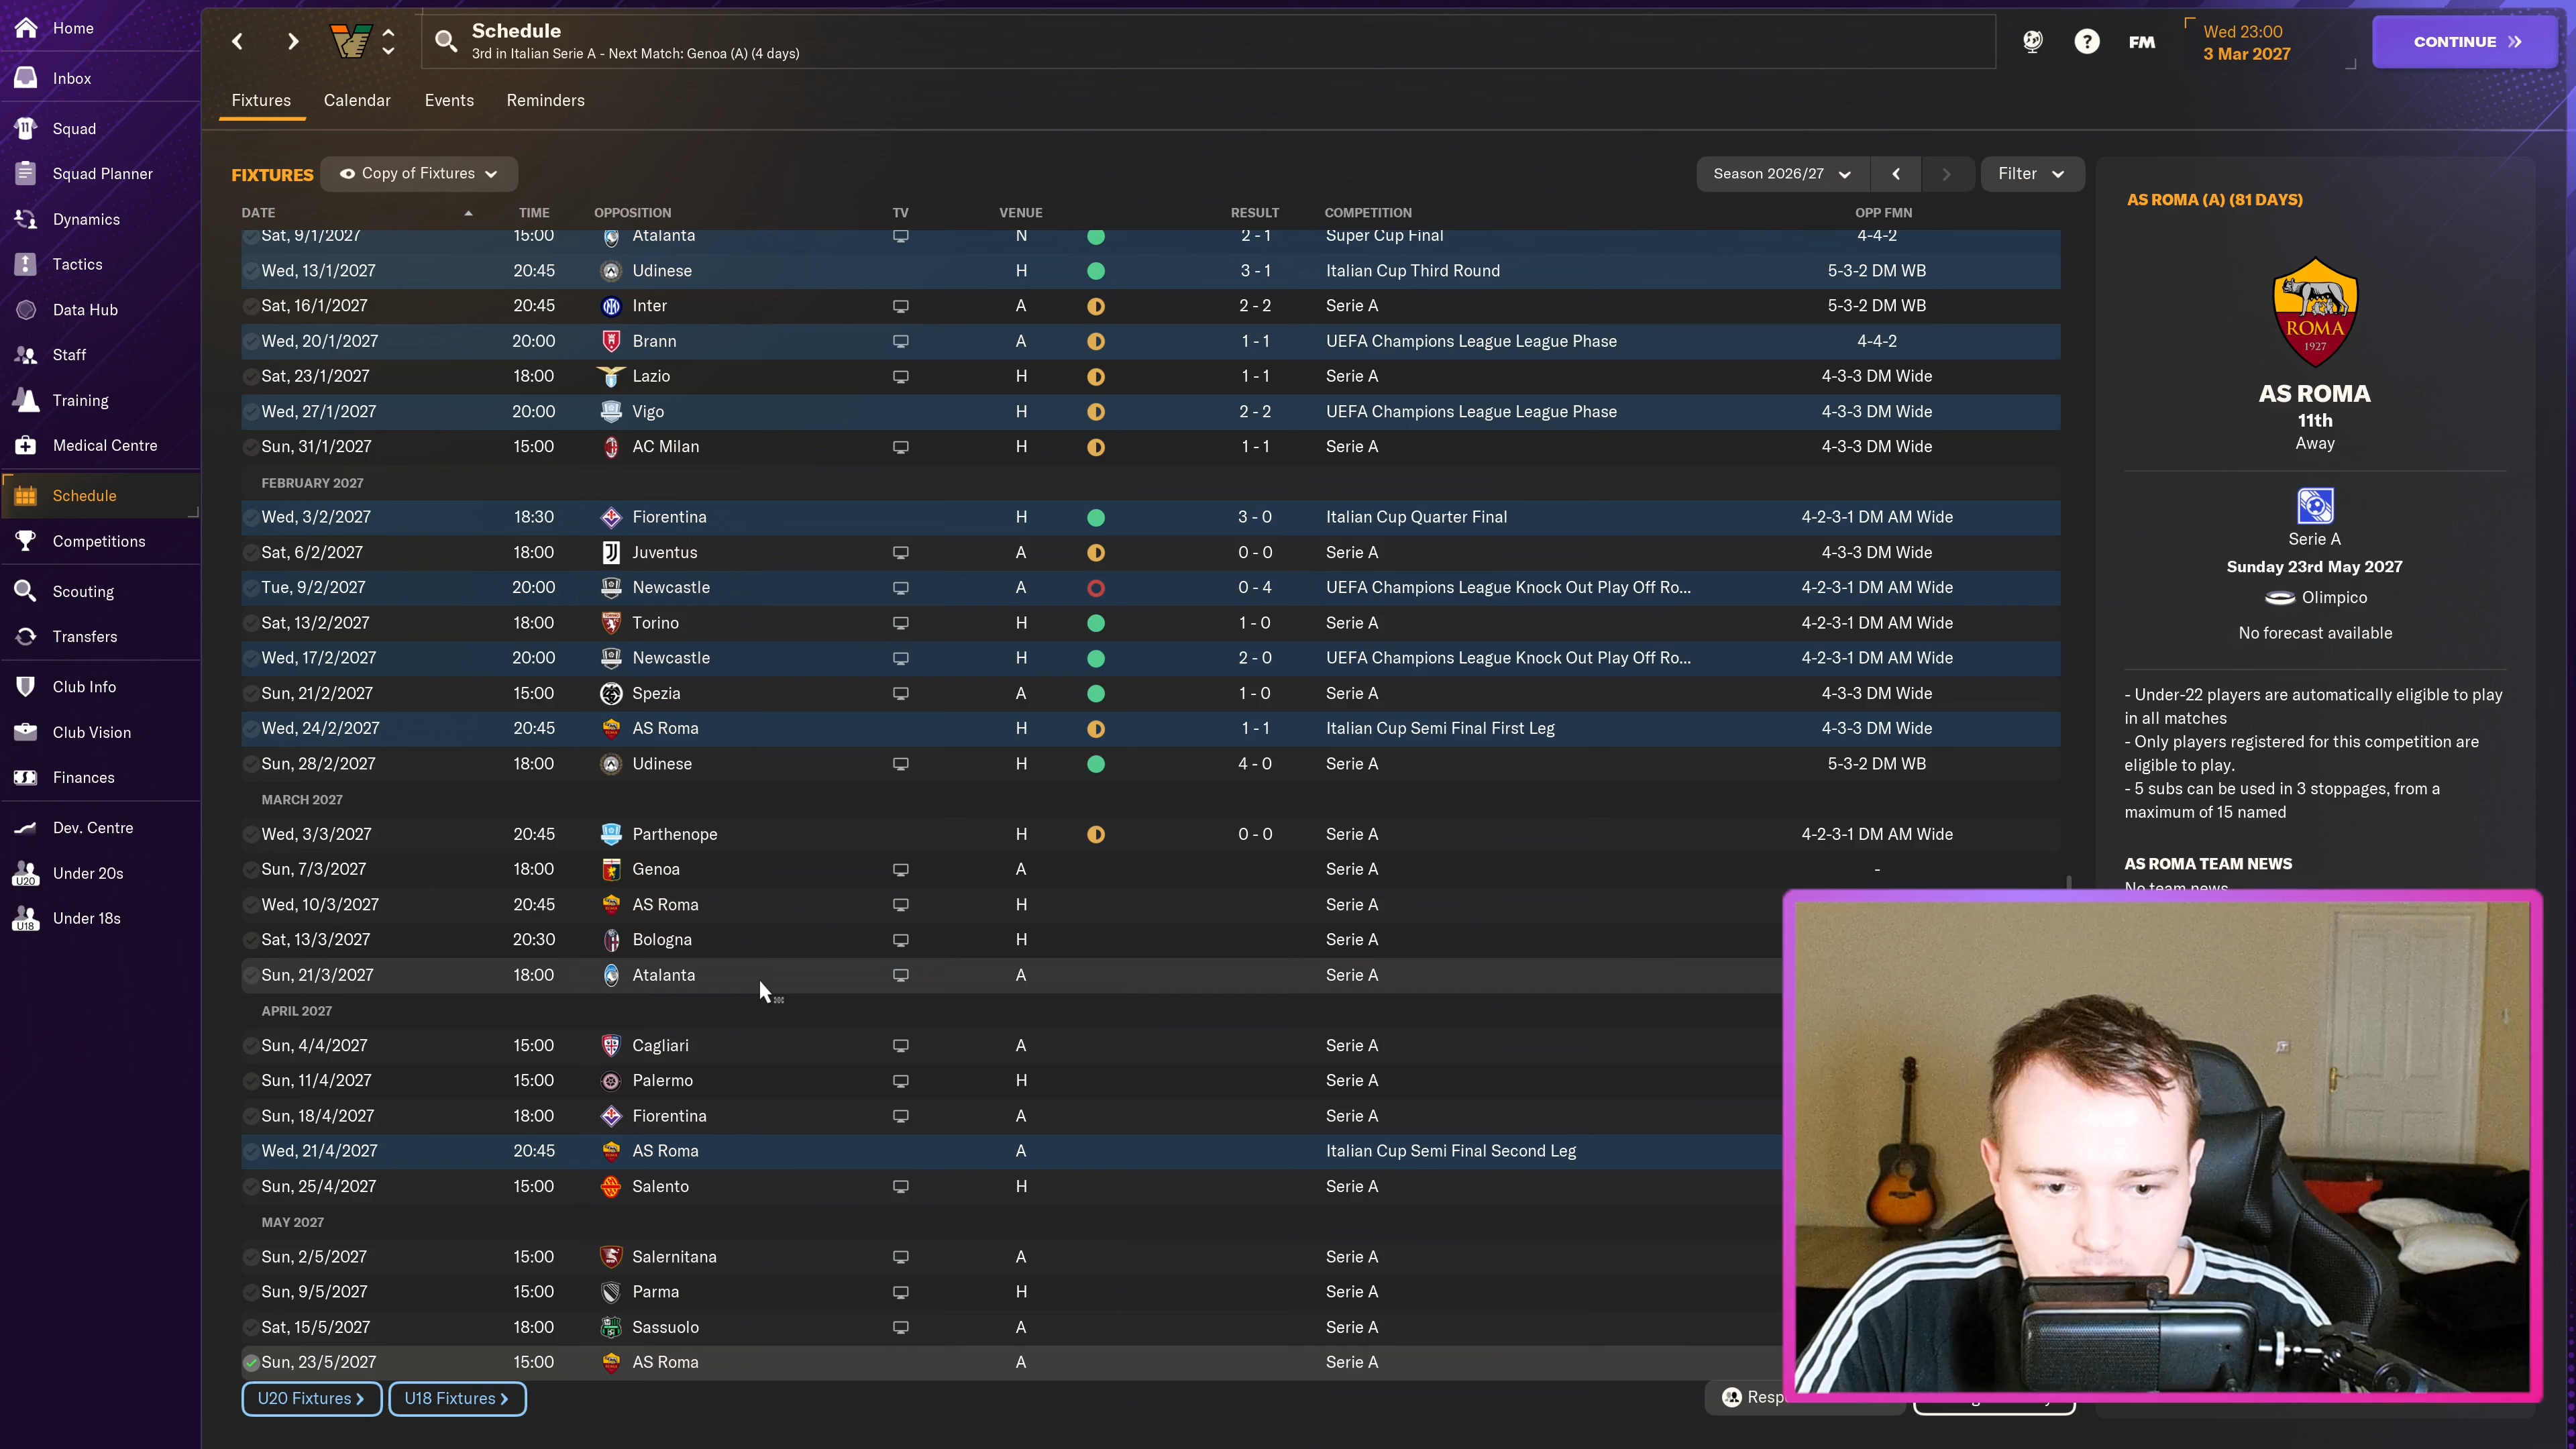 Home
Inbox
Squad
Squad Planner
Dynamics
Tactics
Data Hub
Staff
Training
Medical Centre
Schedule
Competitions
Scouting
Transfers
Club Info
Club Vision
Finances
Dev. Centre
U20 Under 20s
U18 Under 18s
Schedule
3rd in Italian Serie A - Next Match: Genoa (A) (4 days)
FM
Wed 23:00
3 Mar 2027
CONTINUE
Fixtures Calendar Events Reminders
FIXTURES Copy of Fixtures Season 2026/27 Filter
DATE TIME OPPOSITION TV VENUE RESULT COMPETITION OPP FMN
Sat, 9/1/2027 15:00 Atalanta N 2 - 1 Super Cup Final 4-4-2
Wed, 13/1/2027 20:45 Udinese H 3 - 1 Italian Cup Third Round 5-3-2 DM WB
Sat, 16/1/2027 20:45 Inter A 2 - 2 Serie A 5-3-2 DM WB
Wed, 20/1/2027 20:00 Brann A 1 - 1 UEFA Champions League League Phase 4-4-2
Sat, 23/1/2027 18:00 Lazio H 1 - 1 Serie A 4-3-3 DM Wide
Wed, 27/1/2027 20:00 Vigo H 2 - 2 UEFA Champions League League Phase 4-3-3 DM Wide
Sun, 31/1/2027 15:00 AC Milan H 1 - 1 Serie A 4-3-3 DM Wide
FEBRUARY 2027
Wed, 3/2/2027 18:30 Fiorentina H 3 - 0 Italian Cup Quarter Final 4-2-3-1 DM AM Wide
Sat, 6/2/2027 18:00 Juventus A 0 - 0 Serie A 4-3-3 DM Wide
Tue, 9/2/2027 20:00 Newcastle A 0 - 4 UEFA Champions League Knock Out Play Off Ro... 4-2-3-1 DM AM Wide
Sat, 13/2/2027 18:00 Torino H 1 - 0 Serie A 4-2-3-1 DM AM Wide
Wed, 17/2/2027 20:00 Newcastle H 2 - 0 UEFA Champions League Knock Out Play Off Ro... 4-2-3-1 DM AM Wide
Sun, 21/2/2027 15:00 Spezia A 1 - 0 Serie A 4-3-3 DM Wide
Wed, 24/2/2027 20:45 AS Roma H 1 - 1 Italian Cup Semi Final First Leg 4-3-3 DM Wide
Sun, 28/2/2027 18:00 Udinese H 4 - 0 Serie A 5-3-2 DM WB
MARCH 2027
Wed, 3/3/2027 20:45 Parthenope H 0 - 0 Serie A 4-2-3-1 DM AM Wide
Sun, 7/3/2027 18:00 Genoa A Serie A -
Wed, 10/3/2027 20:45 AS Roma H Serie A
Sat, 13/3/2027 20:30 Bologna H Serie A
Sun, 21/3/2027 18:00 Atalanta A Serie A
APRIL 2027
Sun, 4/4/2027 15:00 Cagliari A Serie A
Sun, 11/4/2027 15:00 Palermo H Serie A
Sun, 18/4/2027 18:00 Fiorentina A Serie A
Wed, 21/4/2027 20:45 AS Roma A Italian Cup Semi Final Second Leg
Sun, 25/4/2027 15:00 Salento H Serie A
MAY 2027
Sun, 2/5/2027 15:00 Salernitana A Serie A
Sun, 9/5/2027 15:00 Parma H Serie A
Sat, 15/5/2027 18:00 Sassuolo A Serie A
Sun, 23/5/2027 15:00 AS Roma A Serie A
U20 Fixtures U18 Fixtures Resp
AS ROMA (A) (81 DAYS)
ROMA
1927
AS ROMA
11th
Away
Serie A
Sunday 23rd May 2027
Olimpico
No forecast available
- Under-22 players are automatically eligible to play
in all matches
- Only players registered for this competition are
eligible to play.
- 5 subs can be used in 3 stoppages, from a
maximum of 15 named
AS ROMA TEAM NEWS
No team news